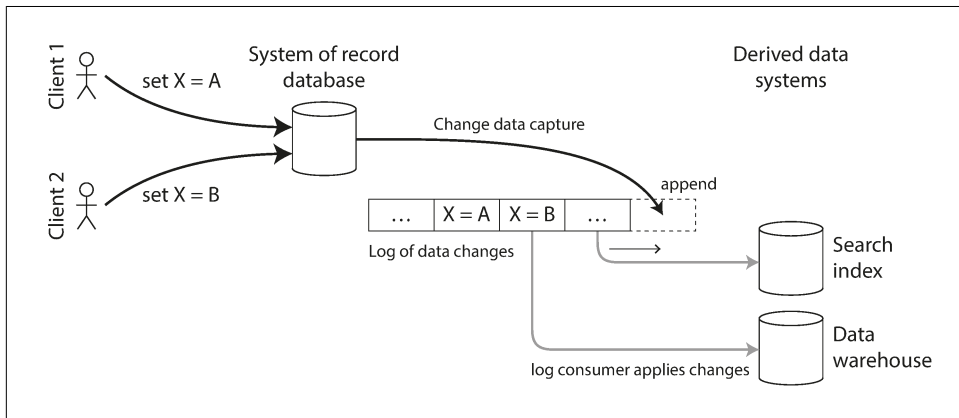 Client 1
set X = A
System of record
database
Derived data
systems
Change data capture
Client 2
set X = B
append
...
X = A
X = B
...
Log of data changes
Search
index
Data
warehouse
log consumer applies changes